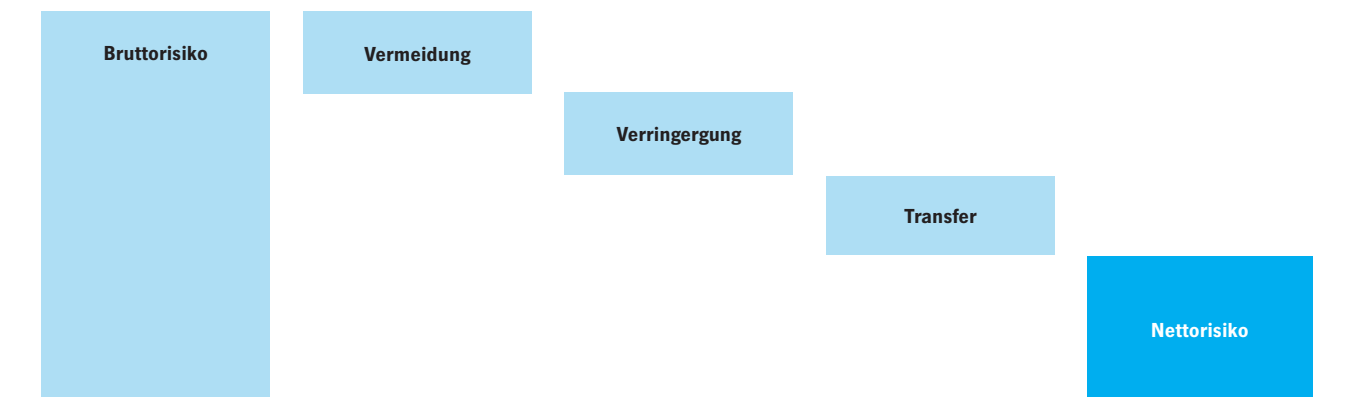 Bruttorisiko
Vermeidung
Verringergung
Transfer
Nettorisiko